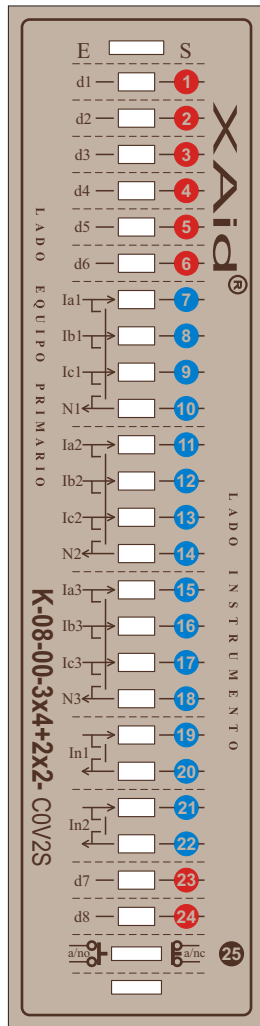 E S
d1 1
d2 2
d3 3
d4 4
d5 5
d6 6
Ia1 7
Ib1 8
Ic1 9
N1 10
Ia2 11
Ib2 12
Ic2 13
N2 14
Ia3 15
Ib3 16
Ic3 17
N3 18
19
In1
20
21
In2
22
d7 23
d8 24
a/no a/nc 25
XAid®
LADO EQUIPO PRIMARIO
LADO INSTRUMENTO
K-08-00-3x4+2x2- C0V2S